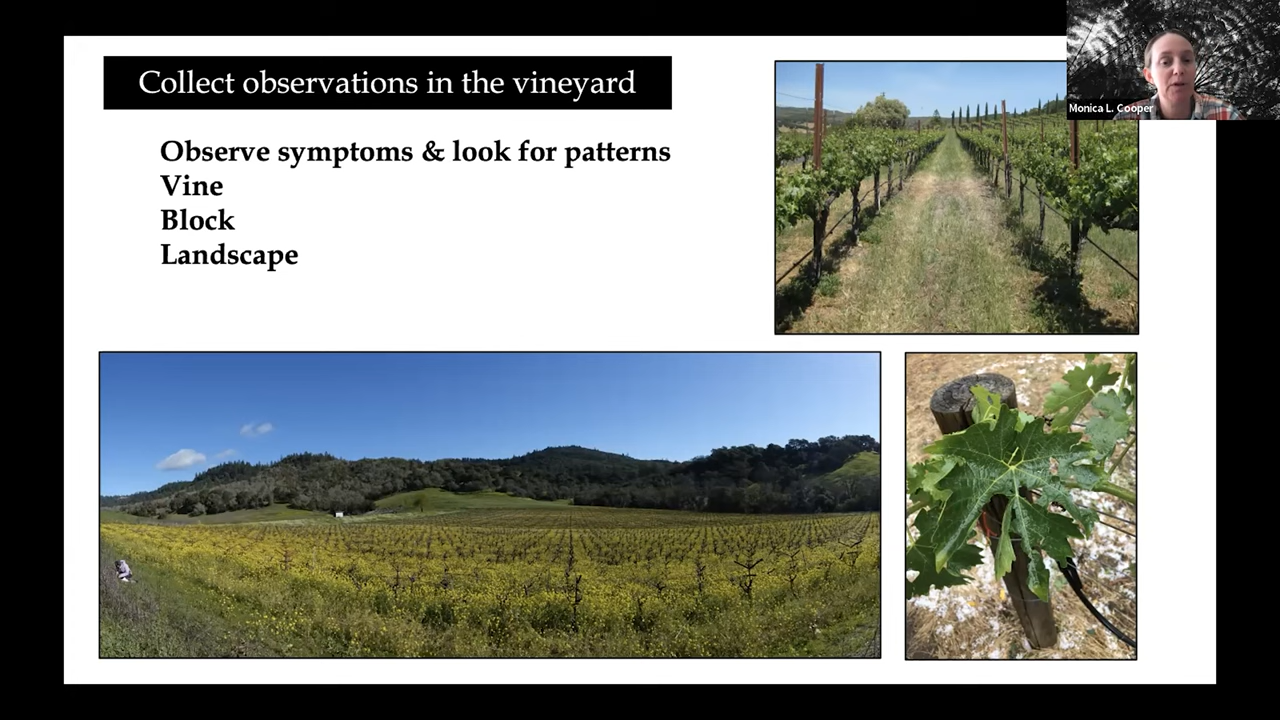 Collect observations in the vineyard
Observe symptoms & look for patterns
Vine
Block
Landscape
Monica L. Cooper